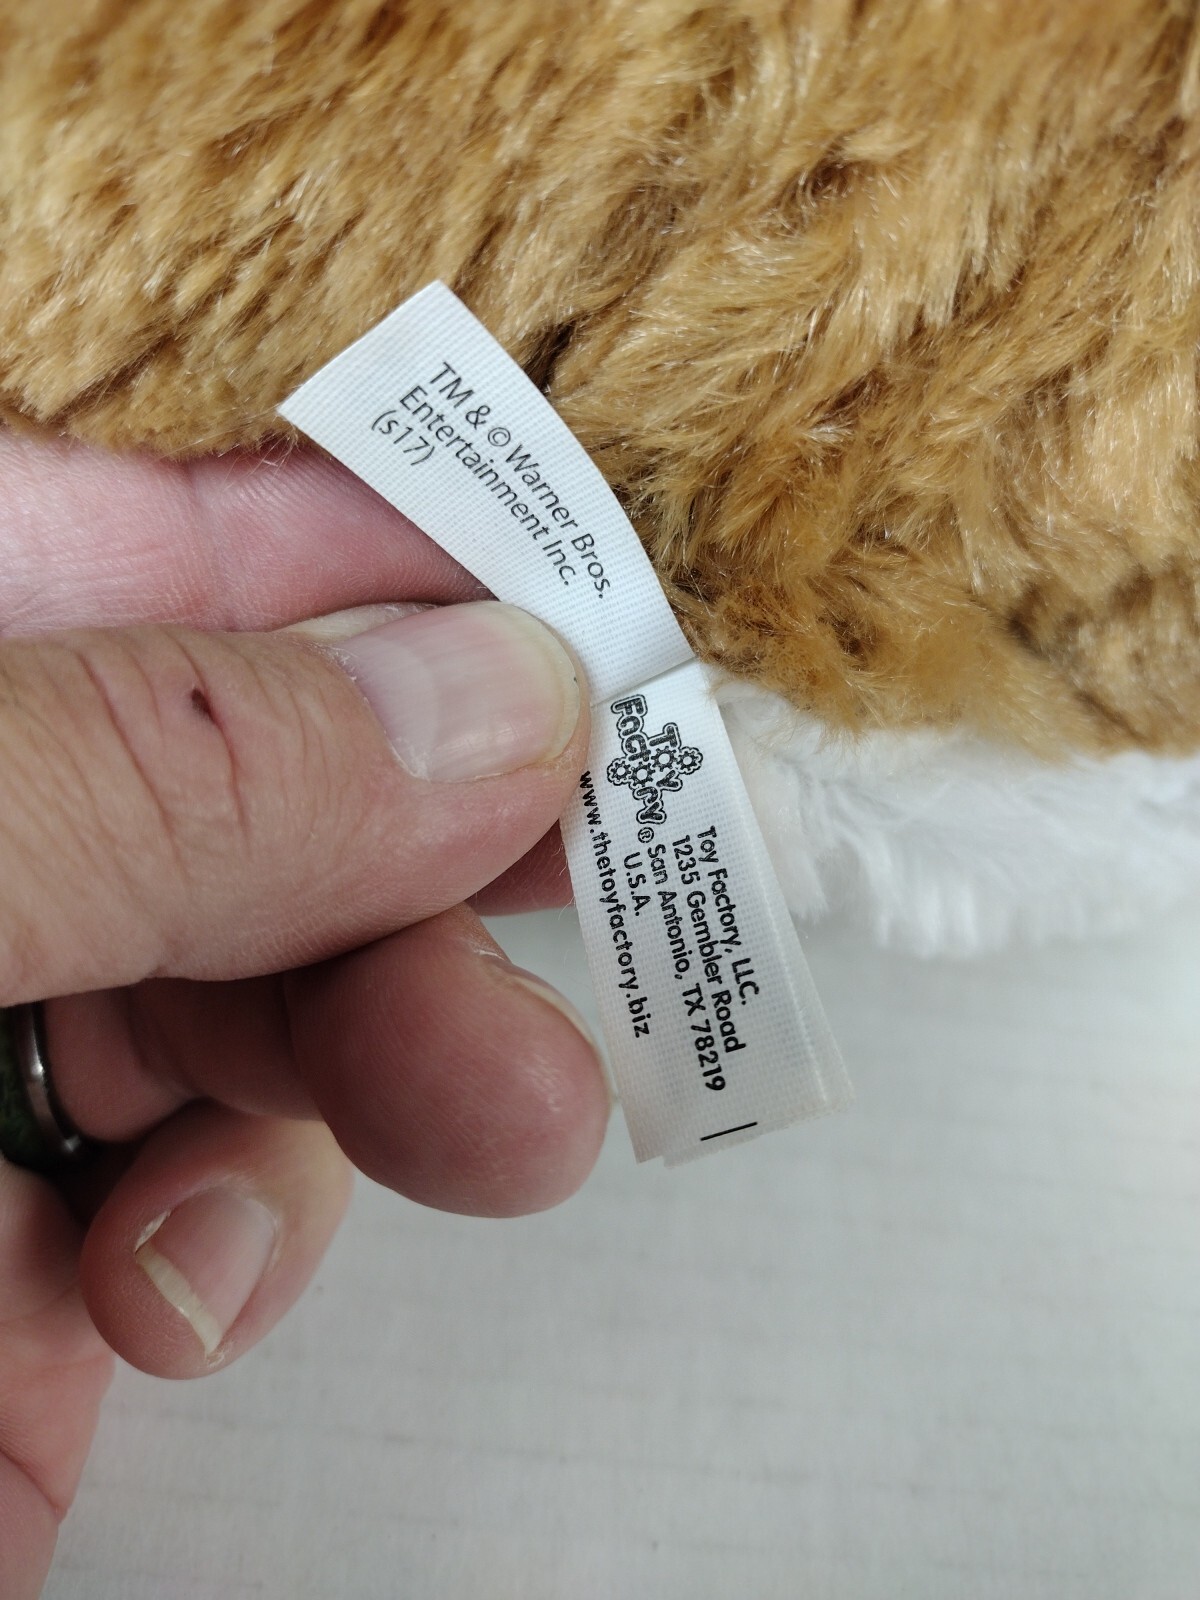 TM & © Warner Bros.
Entertainment Inc.
(s17)
Toy
Factory®
Toy Factory, LLC.
1235 Gembler Road
San Antonio, TX 78219
U.S.A.
www.thetoyfactory.biz